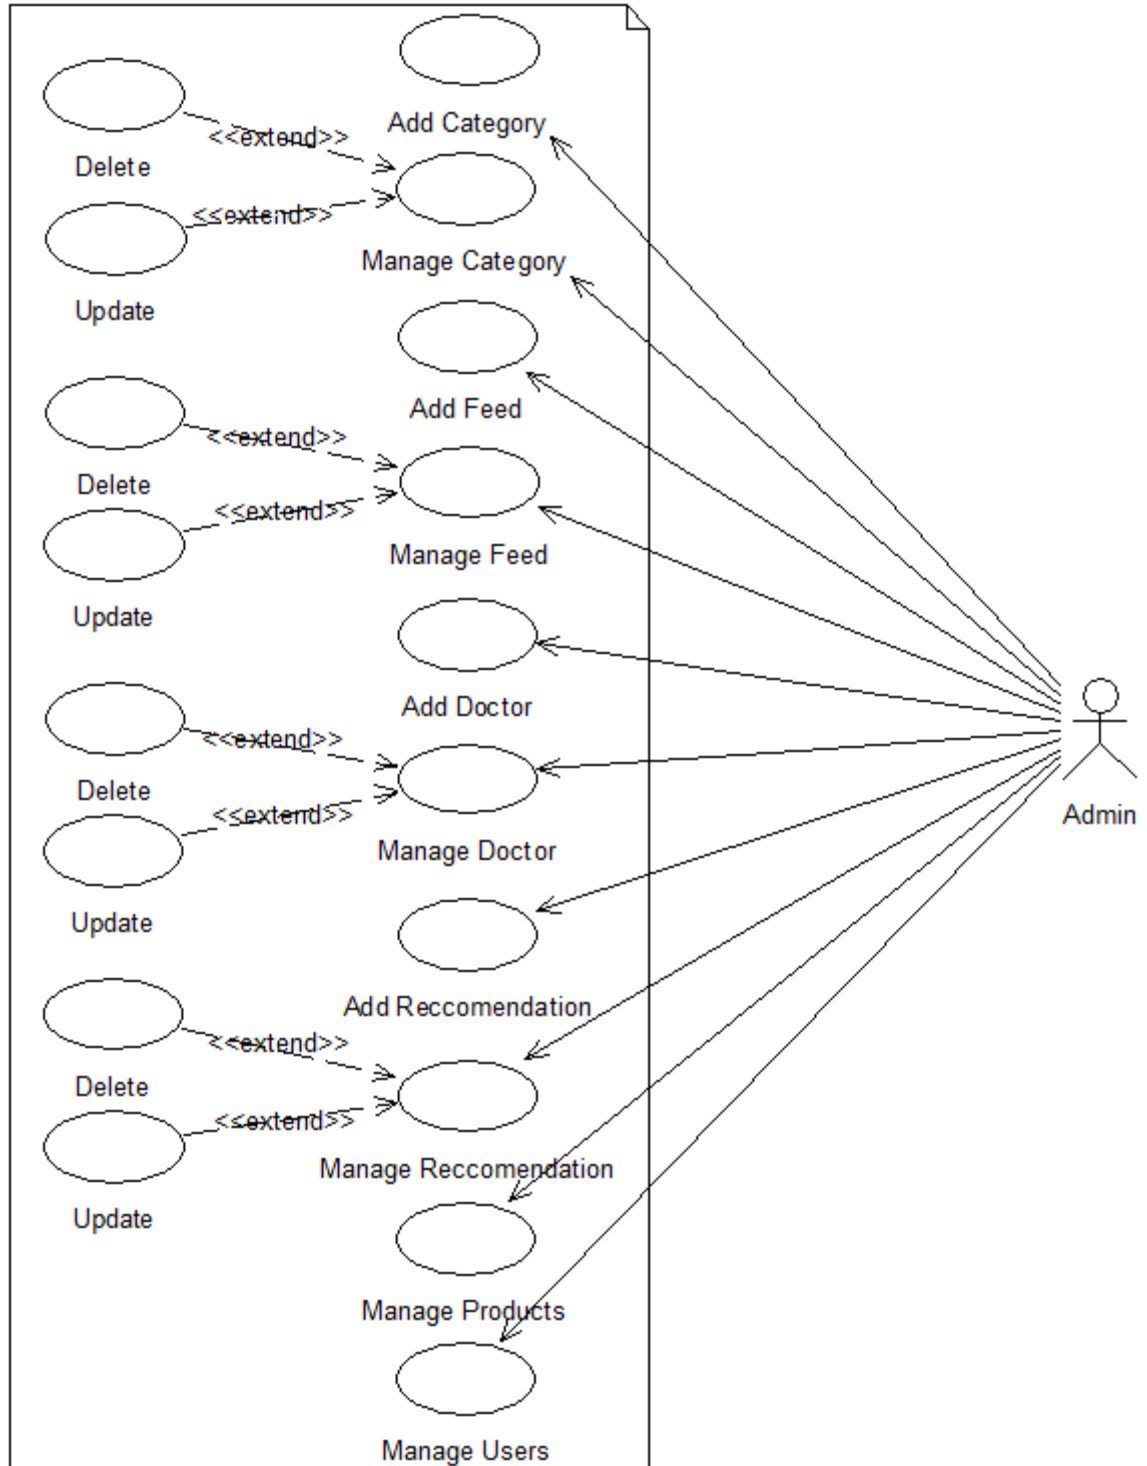 Add Category
<<extend>>
Delete
<<extend>>
Manage Category
Update
Add Feed
<<extend>>
Delete
<<extend>>
Manage Feed
Update
Add Doctor
<<extend>>
Delete
<<extend>>
Admin
Manage Doctor
Update
Add Reccomendation
<<extend>>
Delete
<<extend>>
Manage Reccomendation
Update
Manage Products
Manage Users